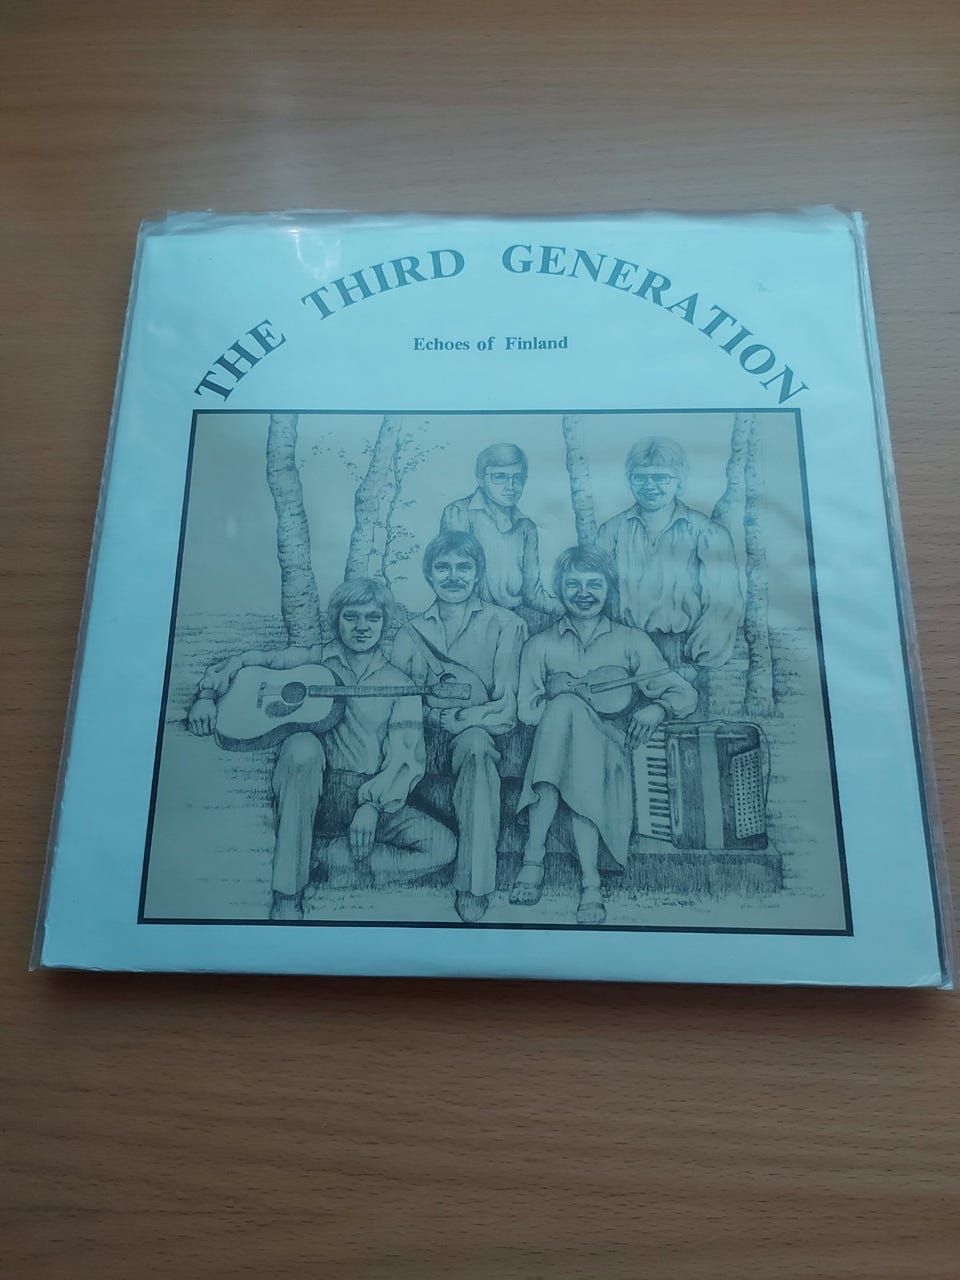 THE THIRD GENERATION
Echoes of Finland